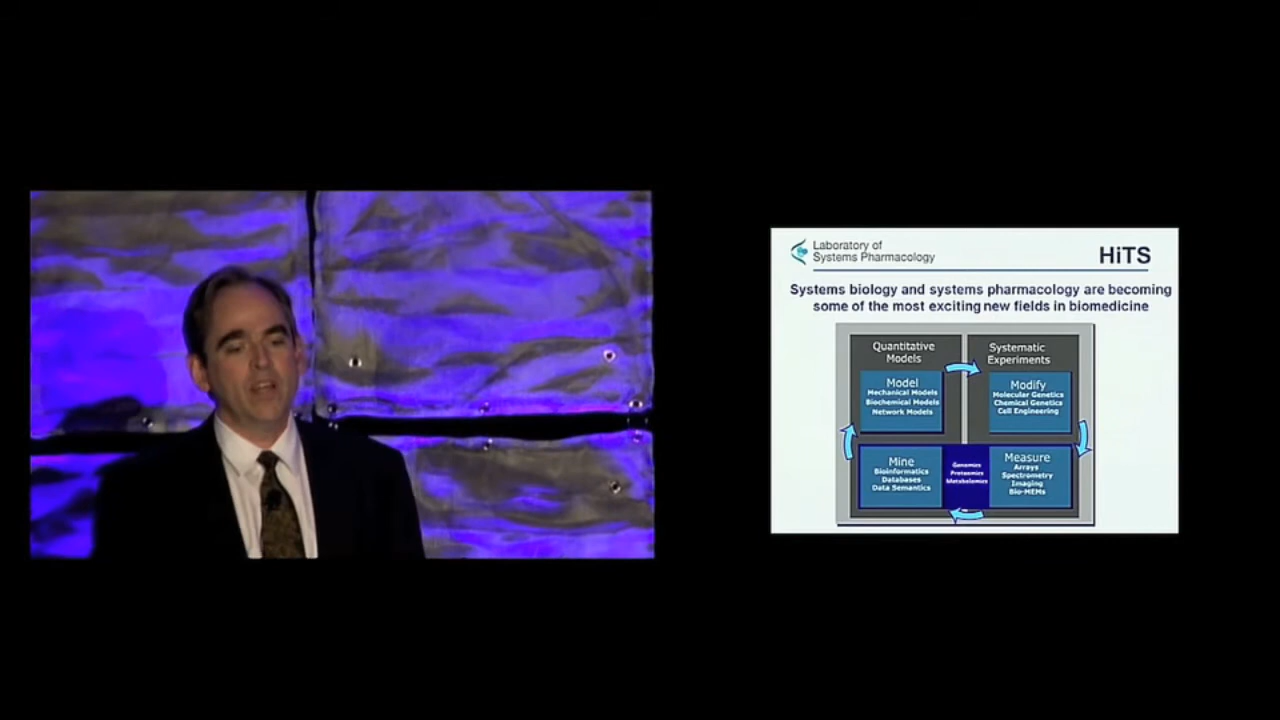 Laboratory of
Systems Pharmacology
HiTS
Systems biology and systems pharmacology are becoming
some of the most exciting new fields in biomedicine
Quantitative
Models
Systematic
Experiments
Model
Mechanical Models
Biochemical Models
Network Models
Modify
Molecular Genetics
Chemical Genetics
Cell Engineering
Mine
Bioinformatics
Databases
Data Semantics
Genomics
Proteomics
Metabolomics
Measure
Arrays
Spectrometry
Imaging
Bio-MEMs